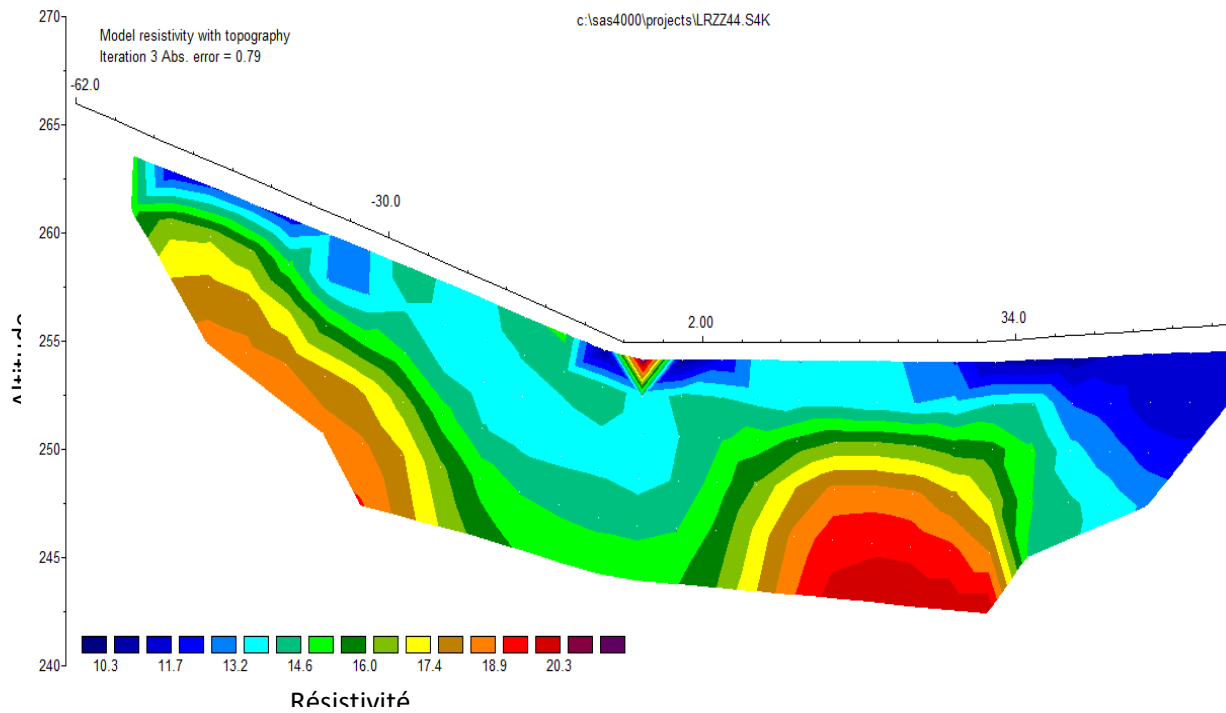 c:\sas4000\projects\LRZZ44.S4K
Model resistivity with topography
Iteration 3 Abs. error = 0.79
270
265
260
255
250
245
240
-62.0
-30.0
2.00
34.0
Altitude
10.3 11.7 13.2 14.6 16.0 17.4 18.9 20.3
Résistivité